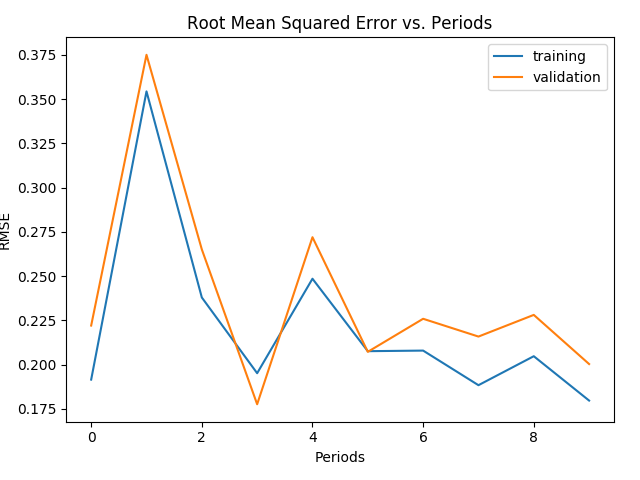 Root Mean Squared Error vs. Periods
training
validation
0.375
0.350
0.325
0.300
0.275
0.250
0.225
0.200
0.175
RMSE
0 2 4 6 8
Periods